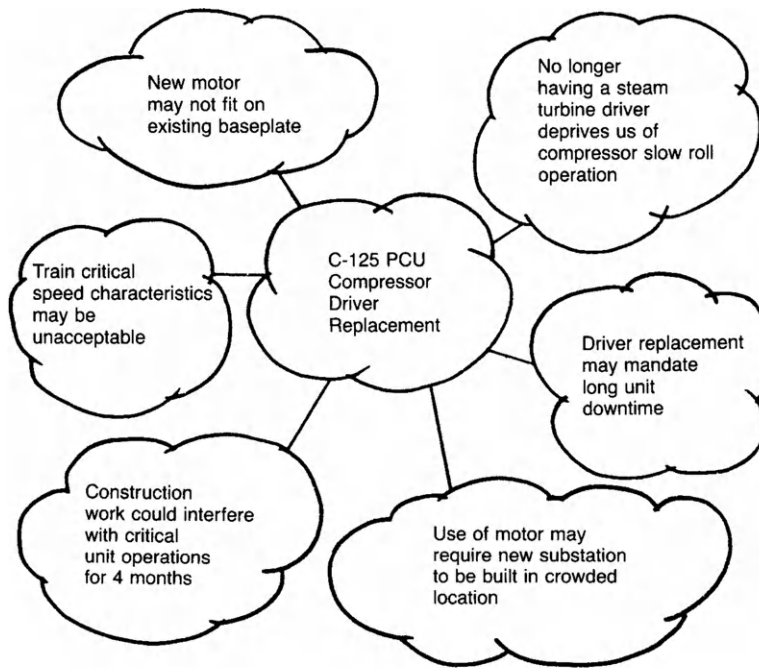 New motor
may not fit on
existing baseplate
No longer
having a steam
turbine driver
deprives us of
compressor slow roll
operation
C-125 PCU
Compressor
Driver
Replacement
Train critical
speed characteristics
may be
unacceptable
Driver replacement
may mandate
long unit
downtime
Construction
work could interfere
with critical
unit operations
for 4 months
Use of motor may
require new substation
to be built in crowded
location